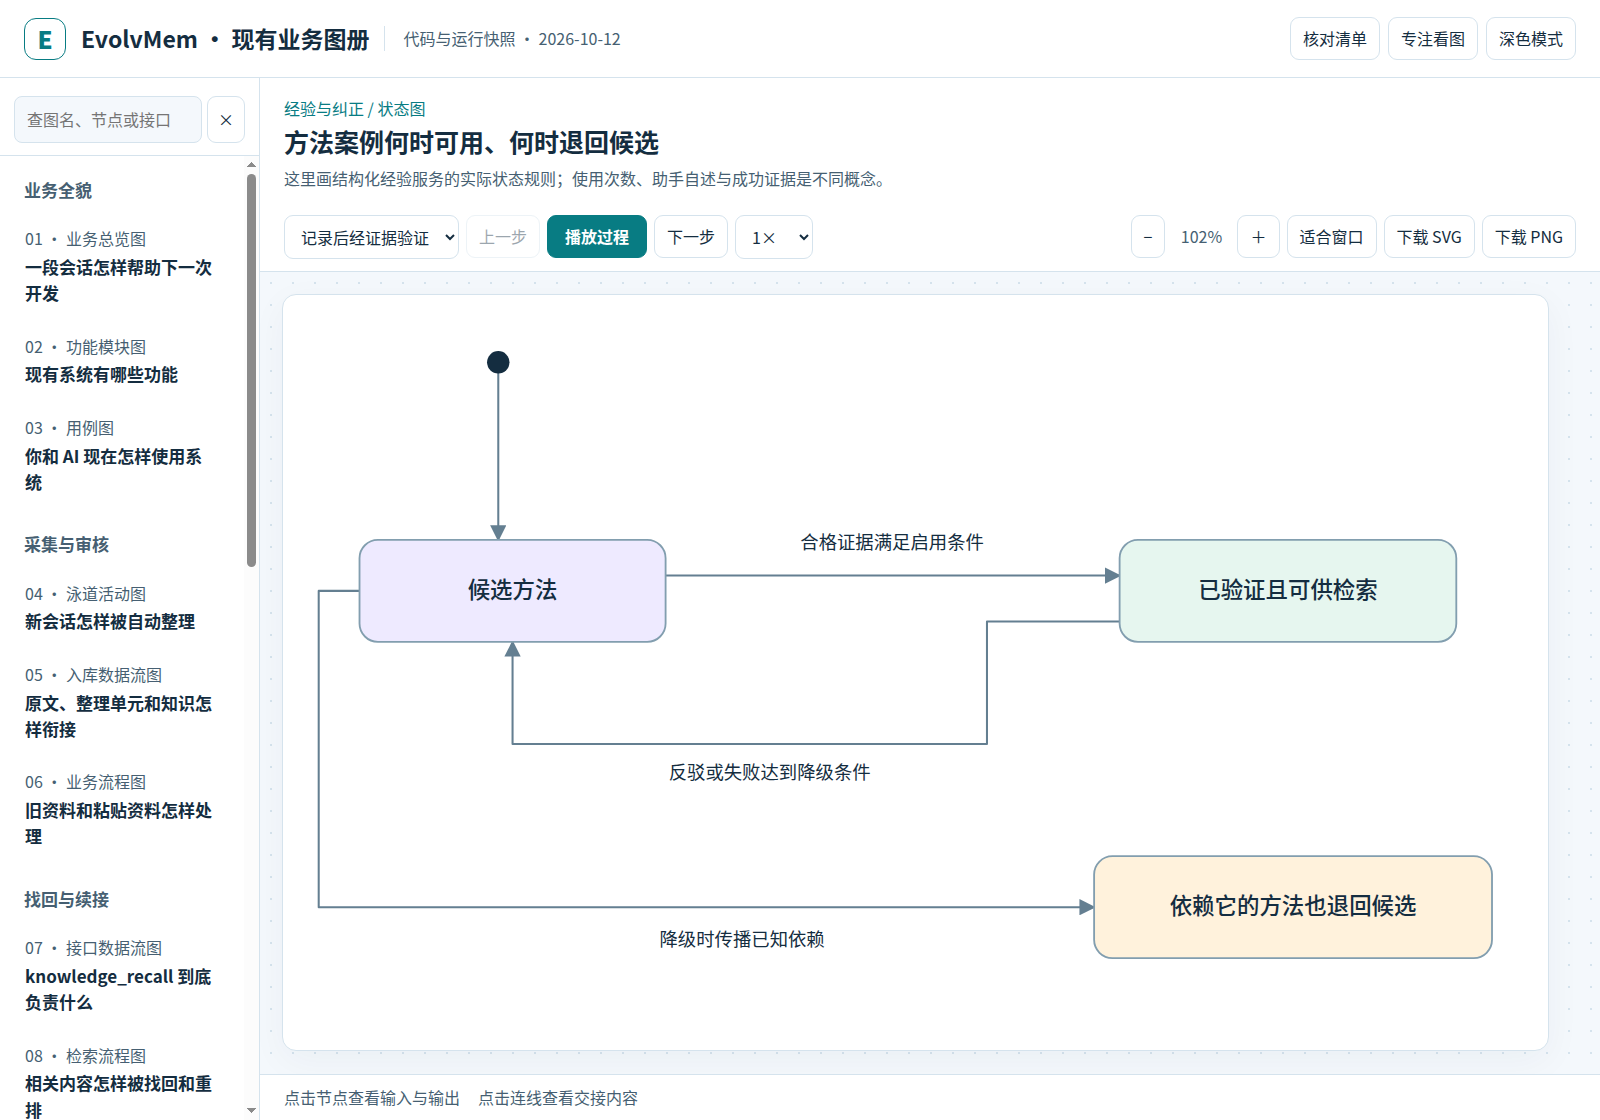 E EvolvMem · 现有业务图册 代码与运行快照 · 2026-10-12 核对清单 专注看图 深色模式
查图名、节点或接口 ×
业务全貌
01 · 业务总览图
一段会话怎样帮助下一次
开发
02 · 功能模块图
现有系统有哪些功能
03 · 用例图
你和 AI 现在怎样使用系
统
采集与审核
04 · 泳道活动图
新会话怎样被自动整理
05 · 入库数据流图
原文、整理单元和知识怎
样衔接
06 · 业务流程图
旧资料和粘贴资料怎样处
理
找回与续接
07 · 接口数据流图
knowledge_recall 到底
负责什么
08 · 检索流程图
相关内容怎样被找回和重
排
经验与纠正 / 状态图
方法案例何时可用、何时退回候选
这里画结构化经验服务的实际状态规则；使用次数、助手自述与成功证据是不同概念。
记录后经证据验证 上一步 播放过程 下一步 1× − 102% + 适合窗口 下载 SVG 下载 PNG
合格证据满足启用条件
候选方法
已验证且可供检索
反驳或失败达到降级条件
依赖它的方法也退回候选
降级时传播已知依赖
点击节点查看输入与输出 点击连线查看交接内容